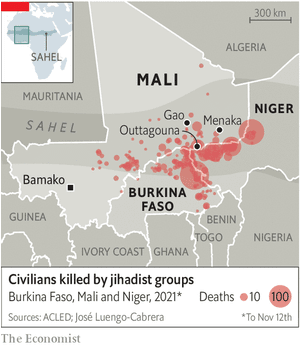 300 km
ALGERIA
SAHEL
MALI
MAURITANIA
NIGER
Gao
Menaka
SAHEL
Outtagouna
Bamako
BURKINA
FASO
BENIN
GUINEA
TOGO
NIGERIA
IVORY COAST
GHANA
Civilians killed by jihadist groups
Burkina Faso, Mali and Niger, 2021*
Deaths 10 100
Sources: ACLED; José Luengo-Cabrera
*To Nov 12th
The Economist